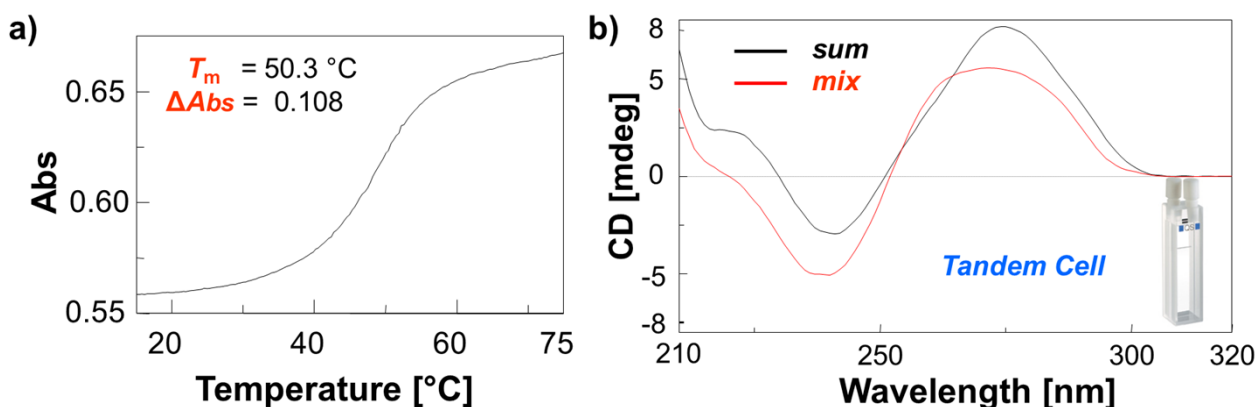 a)
Tm = 50.3 °C
ΔAbs = 0.108
Abs
0.65
0.60
0.55
20 40 60 75
Temperature [°C]
b)
sum
mix
CD [mdeg]
8
5
0
-5
-8
Tandem Cell
QS
210 250 300 320
Wavelength [nm]